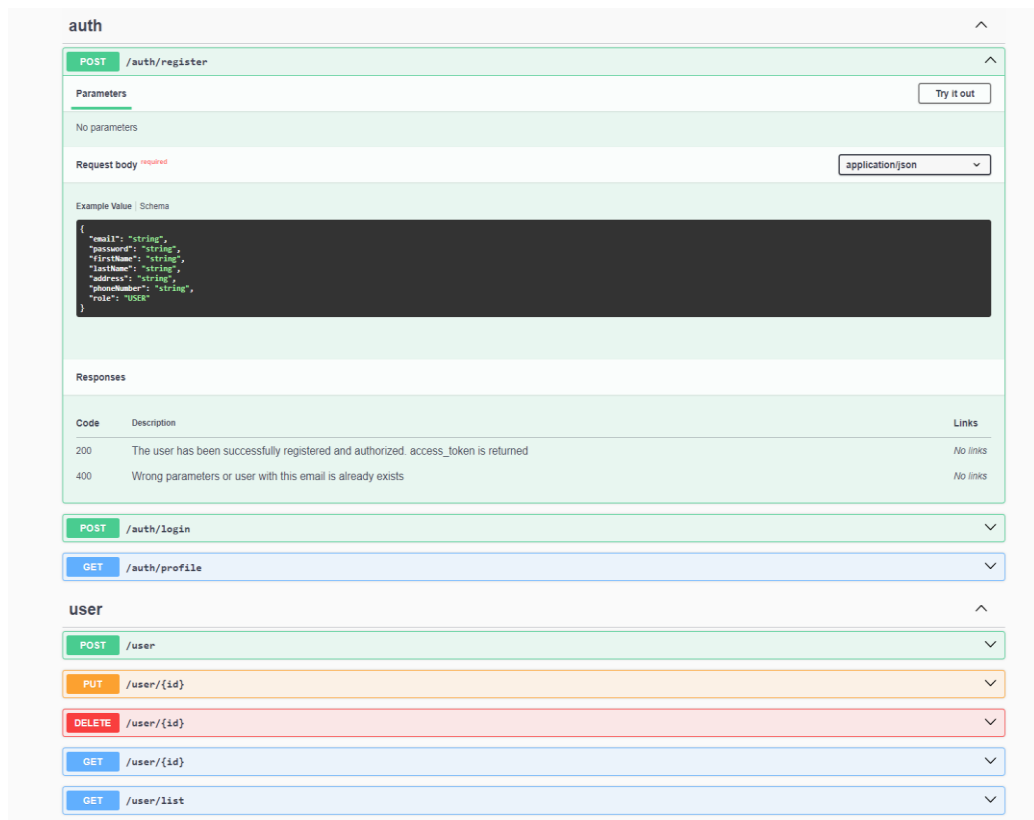 auth
POST /auth/register
Parameters Try it out
No parameters
Request body required application/json
Example Value | Schema
{
"email": "string",
"password": "string",
"firstName": "string",
"lastName": "string",
"address": "string",
"phoneNumber": "string",
"role": "USER"
}
Responses
Code Description Links
200 The user has been successfully registered and authorized. access_token is returned No links
400 Wrong parameters or user with this email is already exists No links
POST /auth/login
GET /auth/profile
user
POST /user
PUT /user/{id}
DELETE /user/{id}
GET /user/{id}
GET /user/list